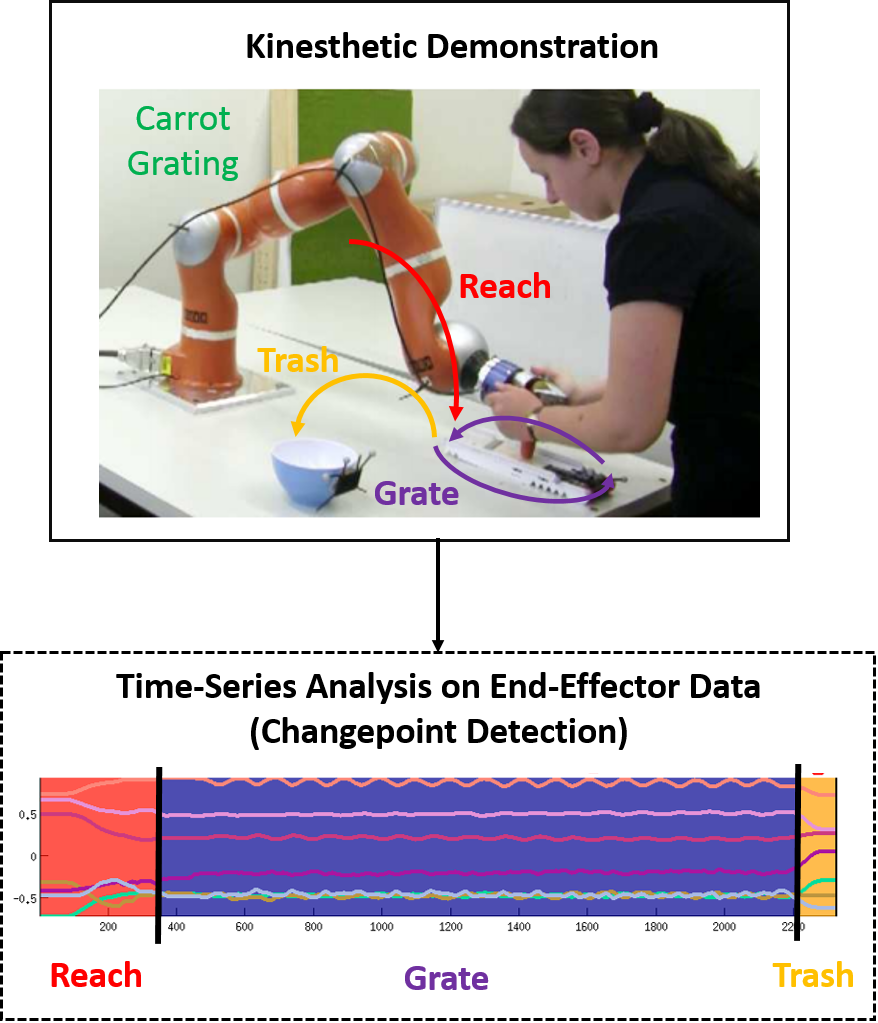 Kinesthetic Demonstration
Carrot
Grating
Reach
Trash
Grate
Time-Series Analysis on End-Effector Data
(Changepoint Detection)
0.5
0
−0.5
200
400
600
800
1000
1200
1400
1600
1800
2000
Reach
Grate
Trash